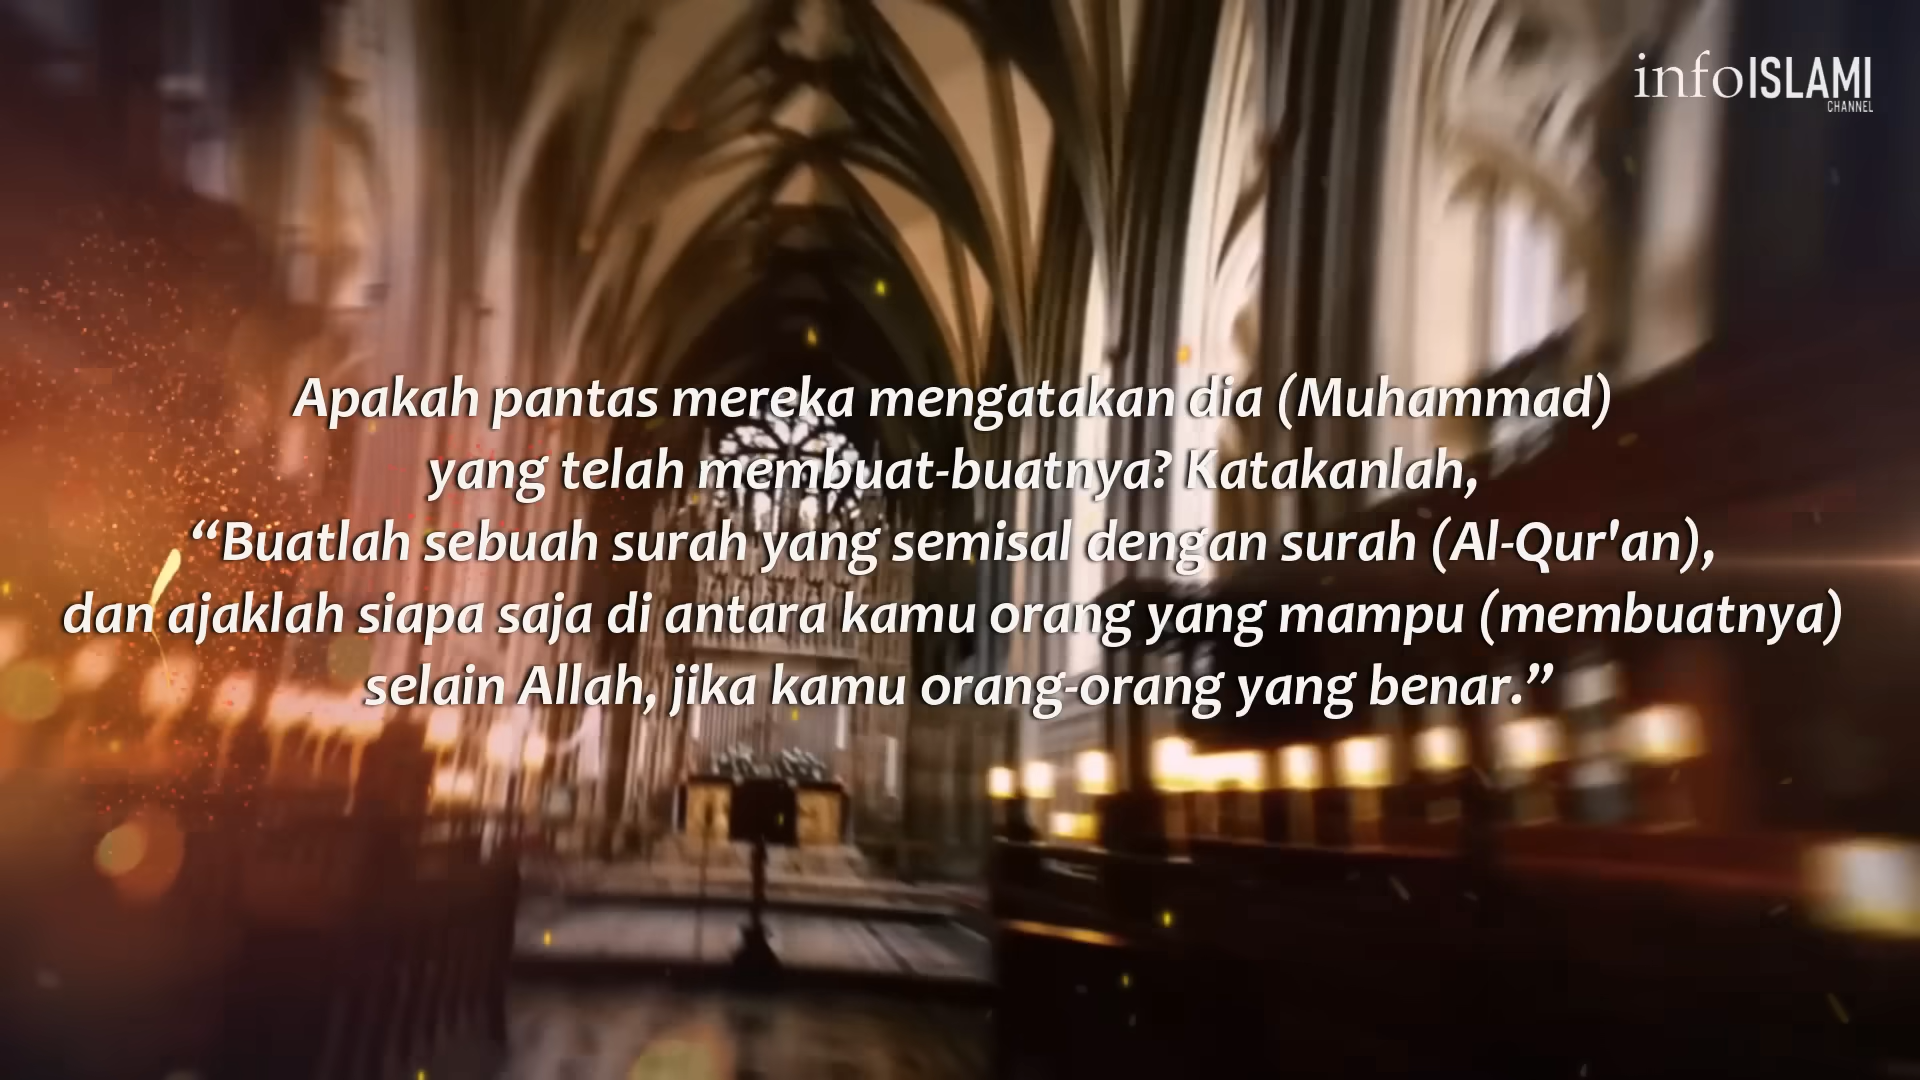 infoISLAMI
CHANNEL
Apakah pantas mereka mengatakan dia (Muhammad)
yang telah membuat-buatnya? Katakanlah,
“Buatlah sebuah surah yang semisal dengan surah (Al-Qur'an),
dan ajaklah siapa saja di antara kamu orang yang mampu (membuatnya)
selain Allah, jika kamu orang-orang yang benar.”